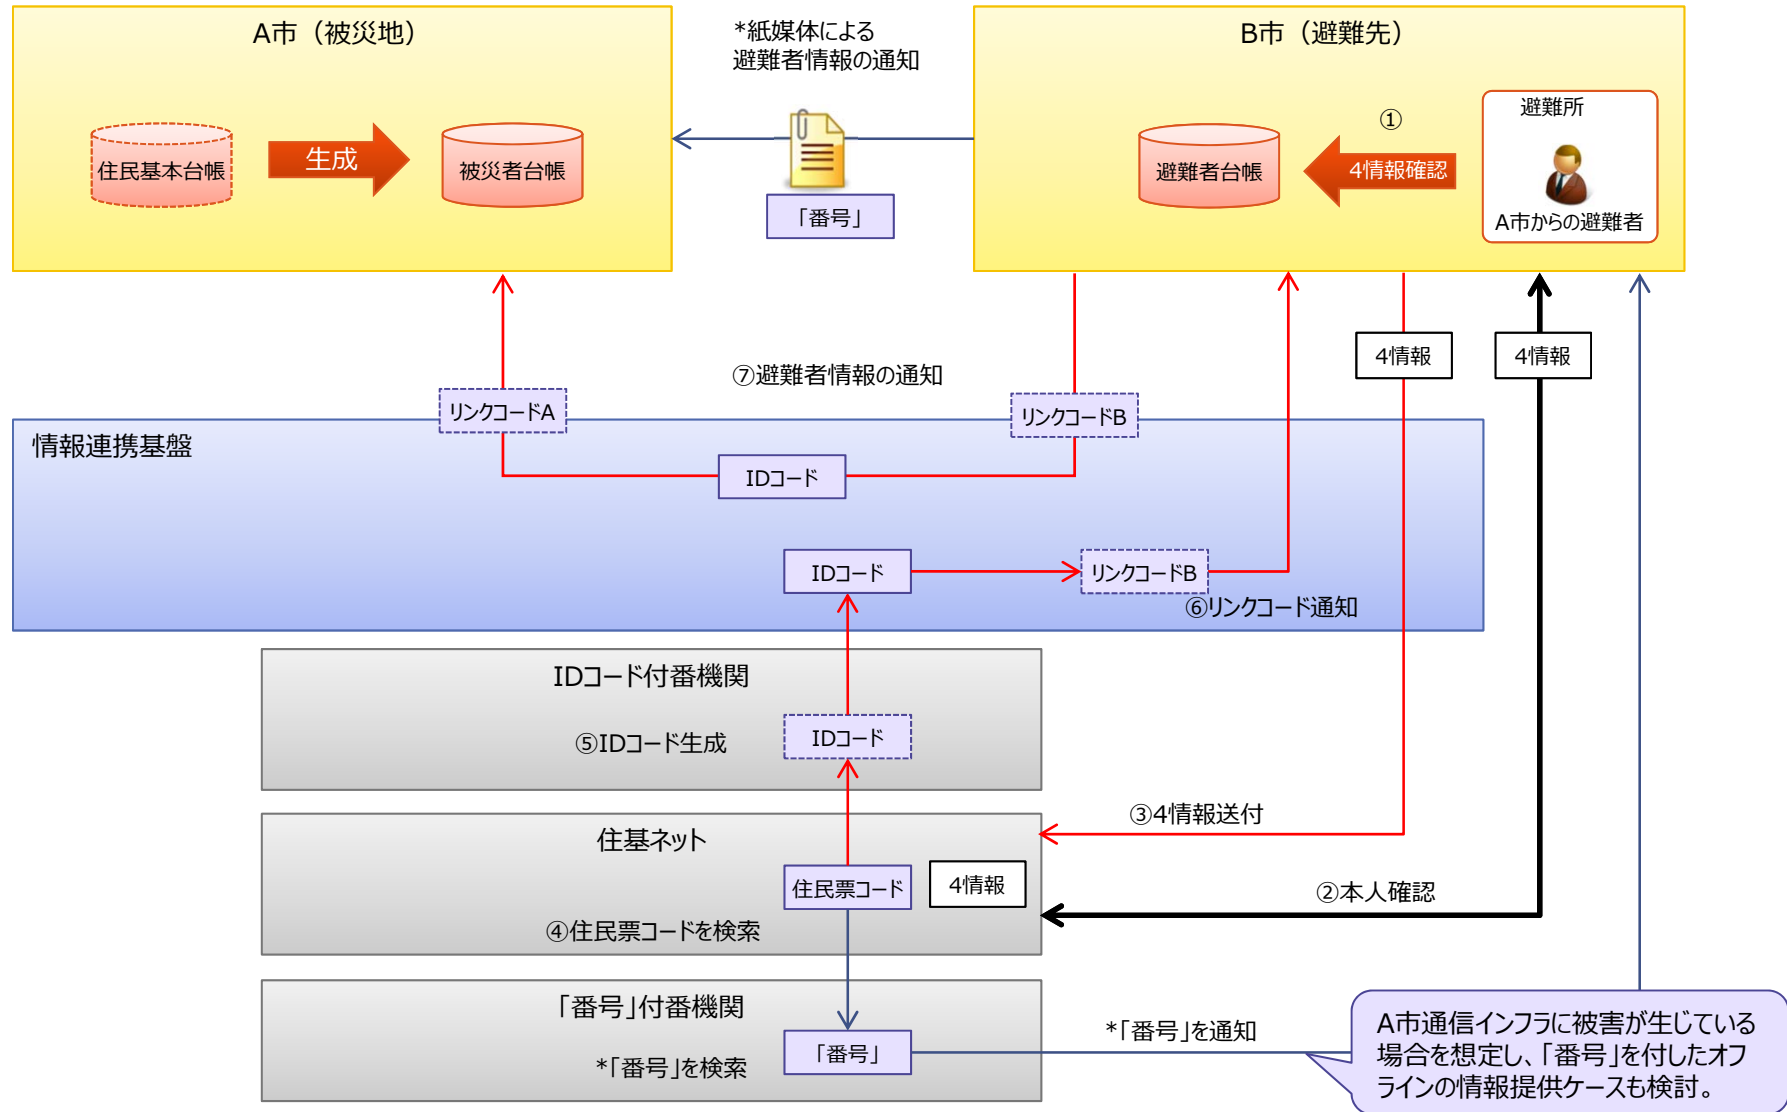 A市（被災地）
*紙媒体による
避難者情報の通知
B市（避難先）
住民基本台帳
生成
被災者台帳
「番号」
避難者台帳
①
4情報確認
避難所
A市からの避難者
4情報
4情報
⑦避難者情報の通知
リンクコードA
リンクコードB
情報連携基盤
IDコード
IDコード
リンクコードB
⑥リンクコード通知
IDコード付番機関
⑤IDコード生成
IDコード
③4情報送付
住基ネット
住民票コード
4情報
②本人確認
④住民票コードを検索
「番号」付番機関
*「番号」を検索
「番号」
*「番号」を通知
A市通信インフラに被害が生じている
場合を想定し、「番号」を付したオフ
ラインの情報提供ケースも検討。